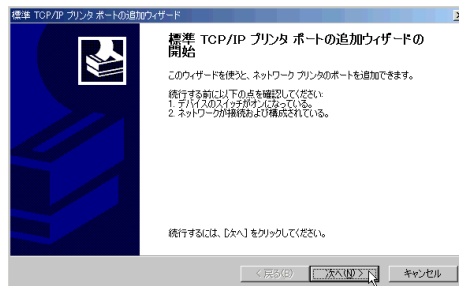 標準 TCP/IP プリンタ ポートの追加ウィザード
標準 TCP/IP プリンタ ポートの追加ウィザードの
開始
このウィザードを使うと、ネットワーク プリンタのポートを追加できます。
続行する前に以下の点を確認してください:
1. デバイスのスイッチがオンになっている。
2. ネットワークが接続および構成されている。
続行するには、[次へ] をクリックしてください。
< 戻る(B)
次へ(N) >
キャンセル